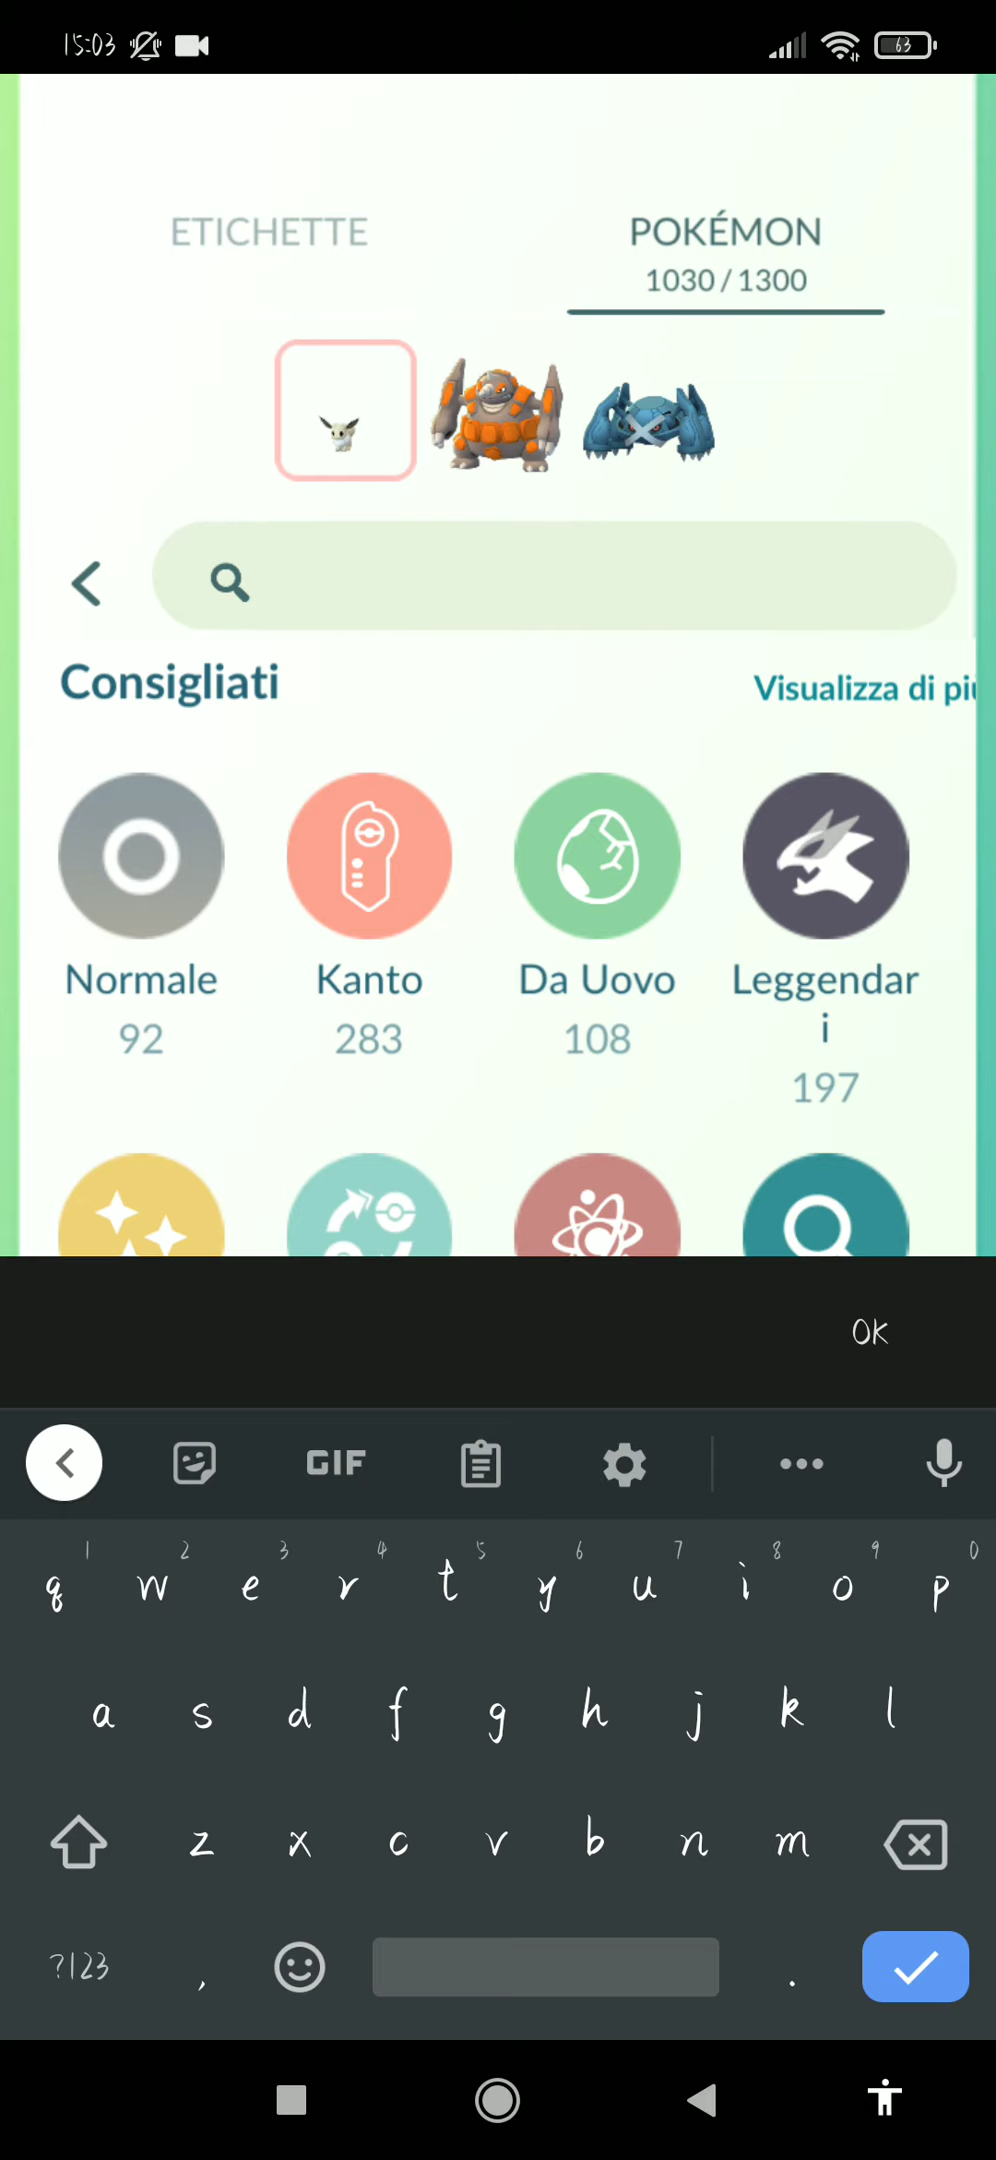 15:03
63
ETICHETTE
POKÉMON
1030 / 1300
Consigliati
Visualizza di più
Normale
92
Kanto
283
Da Uovo
108
Leggendar
i
197
OK
GIF
1 2 3 4 5 6 7 8 9 0
q w e r t y u i o p
a s d f g h j k l
z x c v b n m
?123 , .